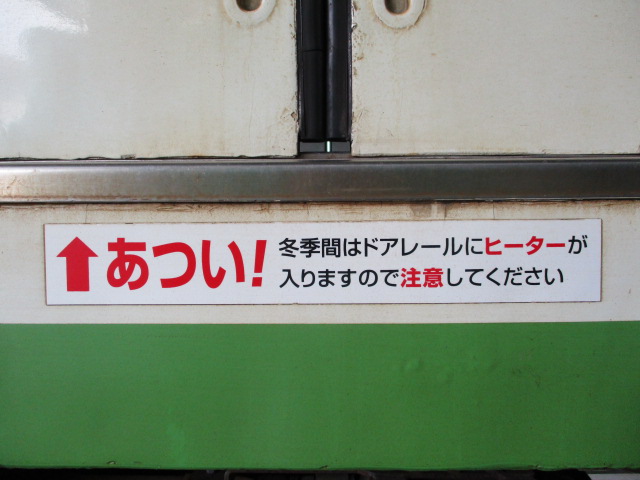 ↑あつい!
冬季間はドアレールにヒーターが
入りますので注意してください